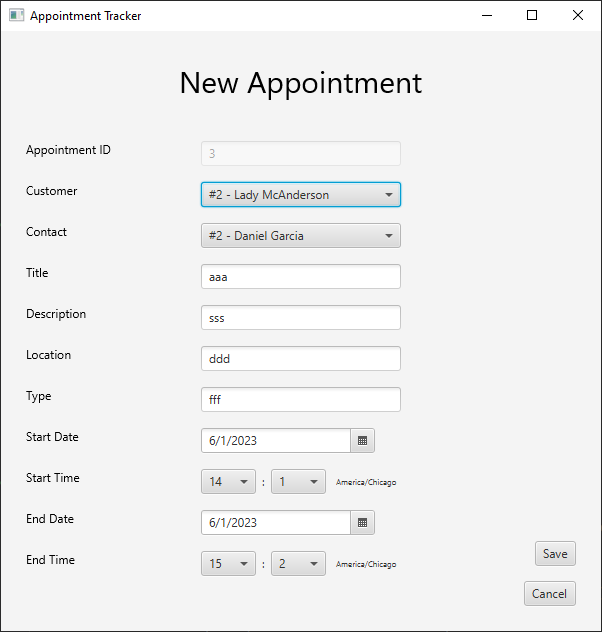 Appointment Tracker
New Appointment
Appointment ID 3
Customer #2 - Lady McAnderson
Contact #2 - Daniel Garcia
Title aaa
Description sss
Location ddd
Type fff
Start Date 6/1/2023
Start Time 14 : 1 America/Chicago
End Date 6/1/2023
End Time 15 : 2 America/Chicago
Save
Cancel